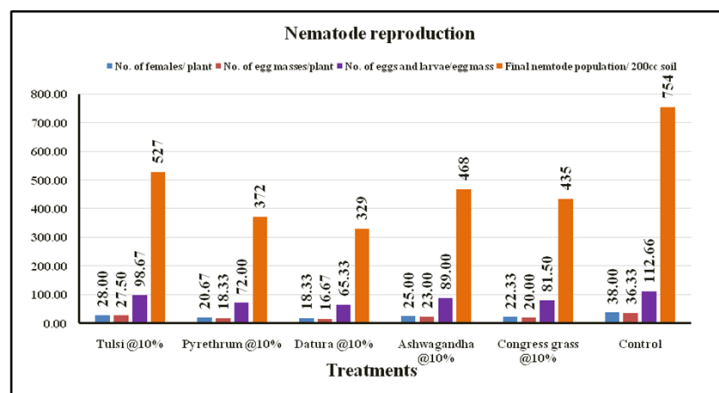 Nematode reproduction
No. of females/ plant No. of egg masses/plant No. of eggs and larvae/eggmass Final nemtode population/ 200cc soil
800.00
700.00
600.00
500.00
400.00
300.00
200.00
100.00
0.00
28.00 27.50 98.67 527
20.67 18.33 72.00 372
18.33 16.67 65.33 329
25.00 23.00 89.00 468
22.33 20.00 81.50 435
38.00 36.33 112.66 754
Tulsi @10% Pyrethrum @10% Datura @10% Ashwagandha Congress grass Control
@10% @10%
Treatments